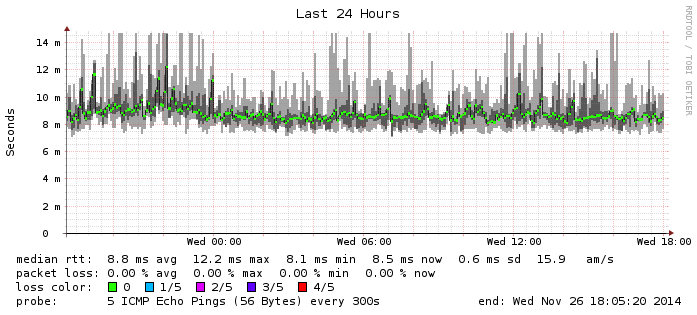 Last 24 Hours
RRDTOOL / TOBI OETIKER
Seconds
14 m
12 m
10 m
8 m
6 m
4 m
2 m
0
Wed 00:00 Wed 06:00 Wed 12:00 Wed 18:00
median rtt: 8.8 ms avg 12.2 ms max 8.1 ms min 8.5 ms now 0.6 ms sd 15.9 am/s
packet loss: 0.00 % avg 0.00 % max 0.00 % min 0.00 % now
loss color: 0 1/5 2/5 3/5 4/5
probe: 5 ICMP Echo Pings (56 Bytes) every 300s end: Wed Nov 26 18:05:20 2014